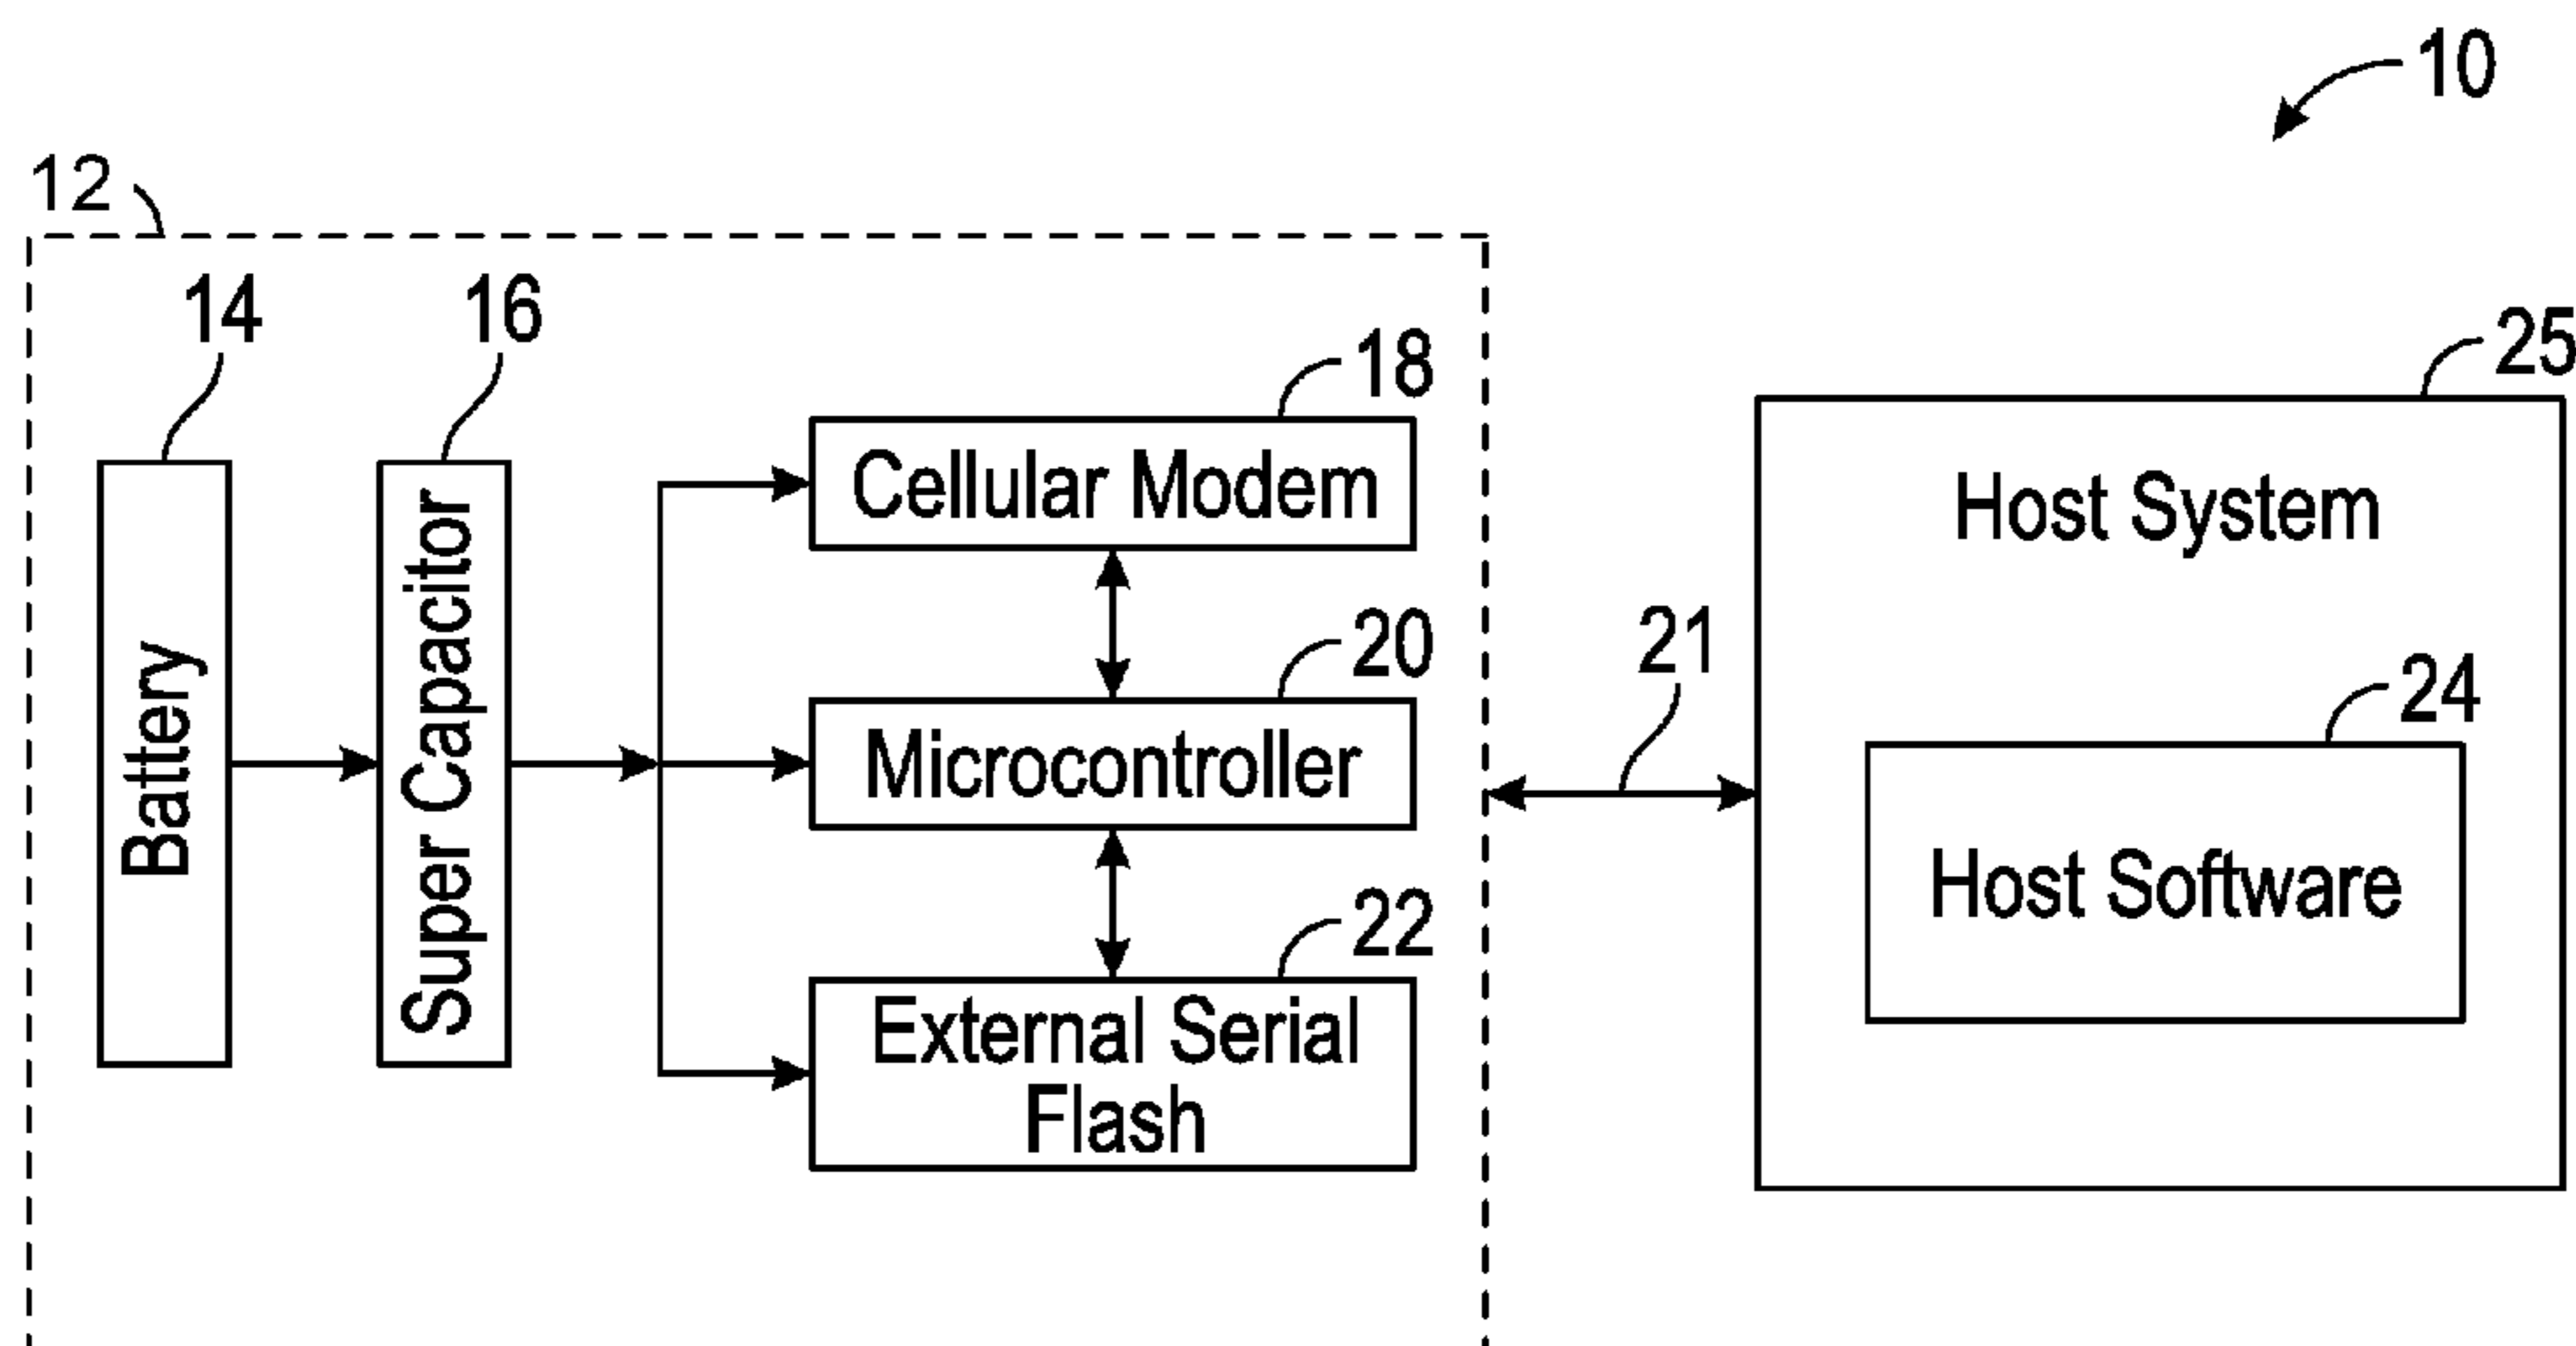 10
12
14
16
18
25
Cellular Modem
Host System
20
21
24
Battery
Super Capacitor
Microcontroller
Host Software
22
External Serial
Flash